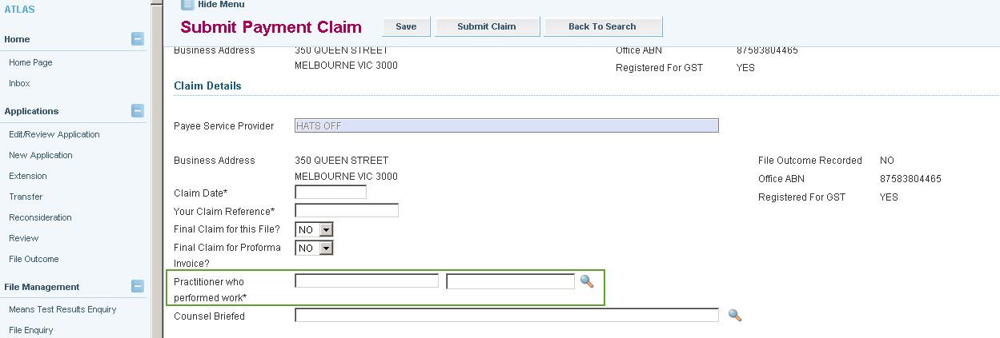 ATLAS
Home
Home Page
Inbox
Applications
Edit/Review Application
New Application
Extension
Transfer
Reconsideration
Review
File Outcome
File Management
Means Test Results Enquiry
File Enquiry
Hide Menu
Submit Payment Claim Save Submit Claim Back To Search
Business Address 350 QUEEN STREET Office ABN 87583804465
MELBOURNE VIC 3000 Registered For GST YES
Claim Details
Payee Service Provider HATS OFF
Business Address 350 QUEEN STREET File Outcome Recorded NO
MELBOURNE VIC 3000 Office ABN 87583804465
Claim Date* Registered For GST YES
Your Claim Reference*
Final Claim for this File? NO
Final Claim for Proforma NO
Invoice?
Practitioner who
performed work*
Counsel Briefed